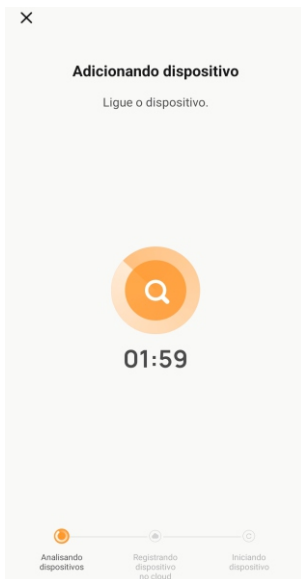 Adicionando dispositivo
Ligue o dispositivo.
01:59
Analisando
dispositivos
Registrando
dispositivo
no cloud
Iniciando
dispositivo